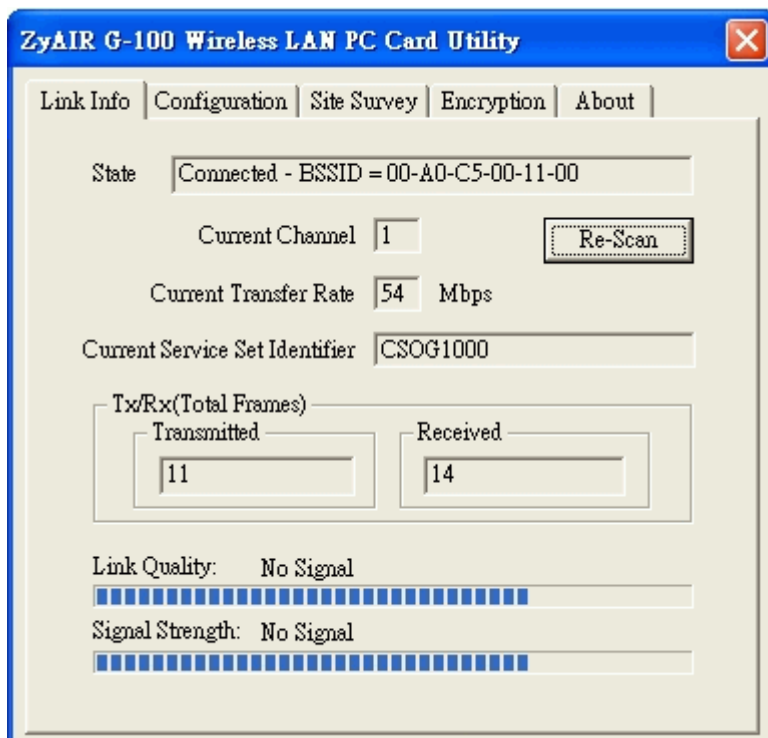 ZyAIR G-100 Wireless LAN PC Card Utility
Link Info Configuration Site Survey Encryption About
State Connected - BSSID = 00-A0-C5-00-11-00
Current Channel 1 Re-Scan
Current Transfer Rate 54 Mbps
Current Service Set Identifier CSOG1000
Tx/Rx(Total Frames)
Transmitted Received
11 14
Link Quality: No Signal
Signal Strength: No Signal